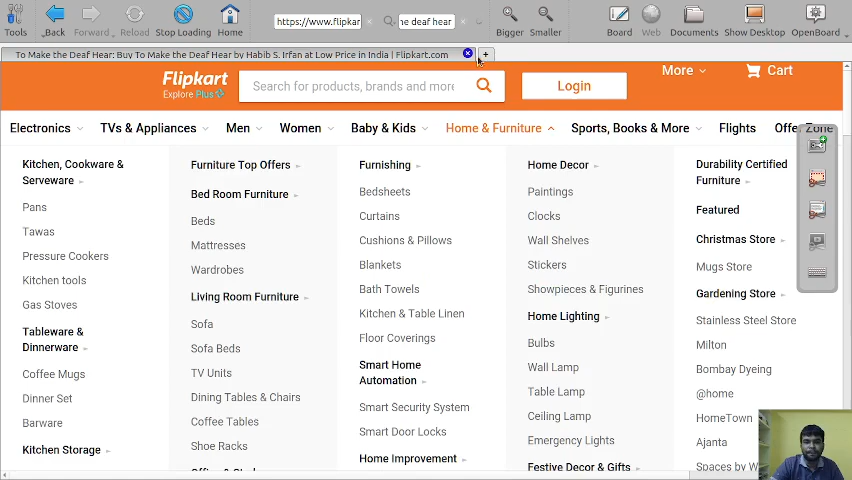 https://www.flipkar
he deaf hear
Tools
Back
Forward
Reload
Stop Loading
Home
Bigger
Smaller
Board
Web
Documents
Show Desktop
OpenBoard
To Make the Deaf Hear: Buy To Make the Deaf Hear by Habib S. Irfan at Low Price in India | Flipkart.com
Flipkart
Explore Plus
Search for products, brands and more
Login
More
Cart
Electronics
TVs & Appliances
Men
Women
Baby & Kids
Home & Furniture
Sports, Books & More
Flights
Offer Zone
Kitchen, Cookware &
Serveware
Pans
Tawas
Pressure Cookers
Kitchen tools
Gas Stoves
Tableware &
Dinnerware
Coffee Mugs
Dinner Set
Barware
Kitchen Storage
Furniture Top Offers
Bed Room Furniture
Beds
Mattresses
Wardrobes
Living Room Furniture
Sofa
Sofa Beds
TV Units
Dining Tables & Chairs
Coffee Tables
Shoe Racks
Furnishing
Bedsheets
Curtains
Cushions & Pillows
Blankets
Bath Towels
Kitchen & Table Linen
Floor Coverings
Smart Home
Automation
Smart Security System
Smart Door Locks
Home Improvement
Home Decor
Paintings
Clocks
Wall Shelves
Stickers
Showpieces & Figurines
Home Lighting
Bulbs
Wall Lamp
Table Lamp
Ceiling Lamp
Emergency Lights
Festive Decor & Gifts
Durability Certified
Furniture
Featured
Christmas Store
Mugs Store
Gardening Store
Stainless Steel Store
Milton
Bombay Dyeing
@home
HomeTown
Ajanta
Spaces by W